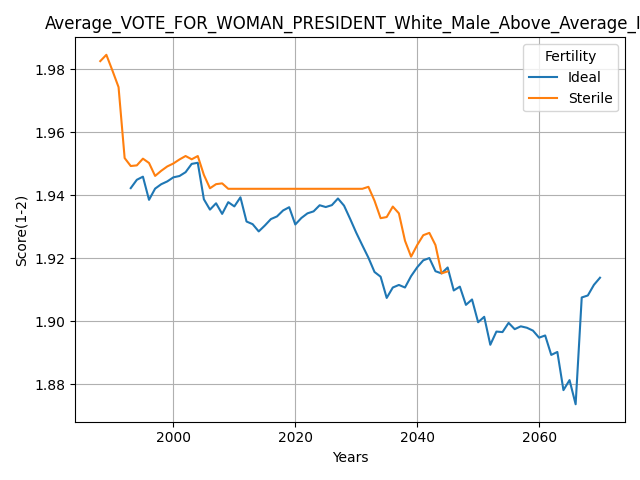 Average_VOTE_FOR_WOMAN_PRESIDENT_White_Male_Above_Average_I
Fertility
Ideal
Sterile
Score(1-2)
1.98
1.96
1.94
1.92
1.90
1.88
2000 2020 2040 2060
Years